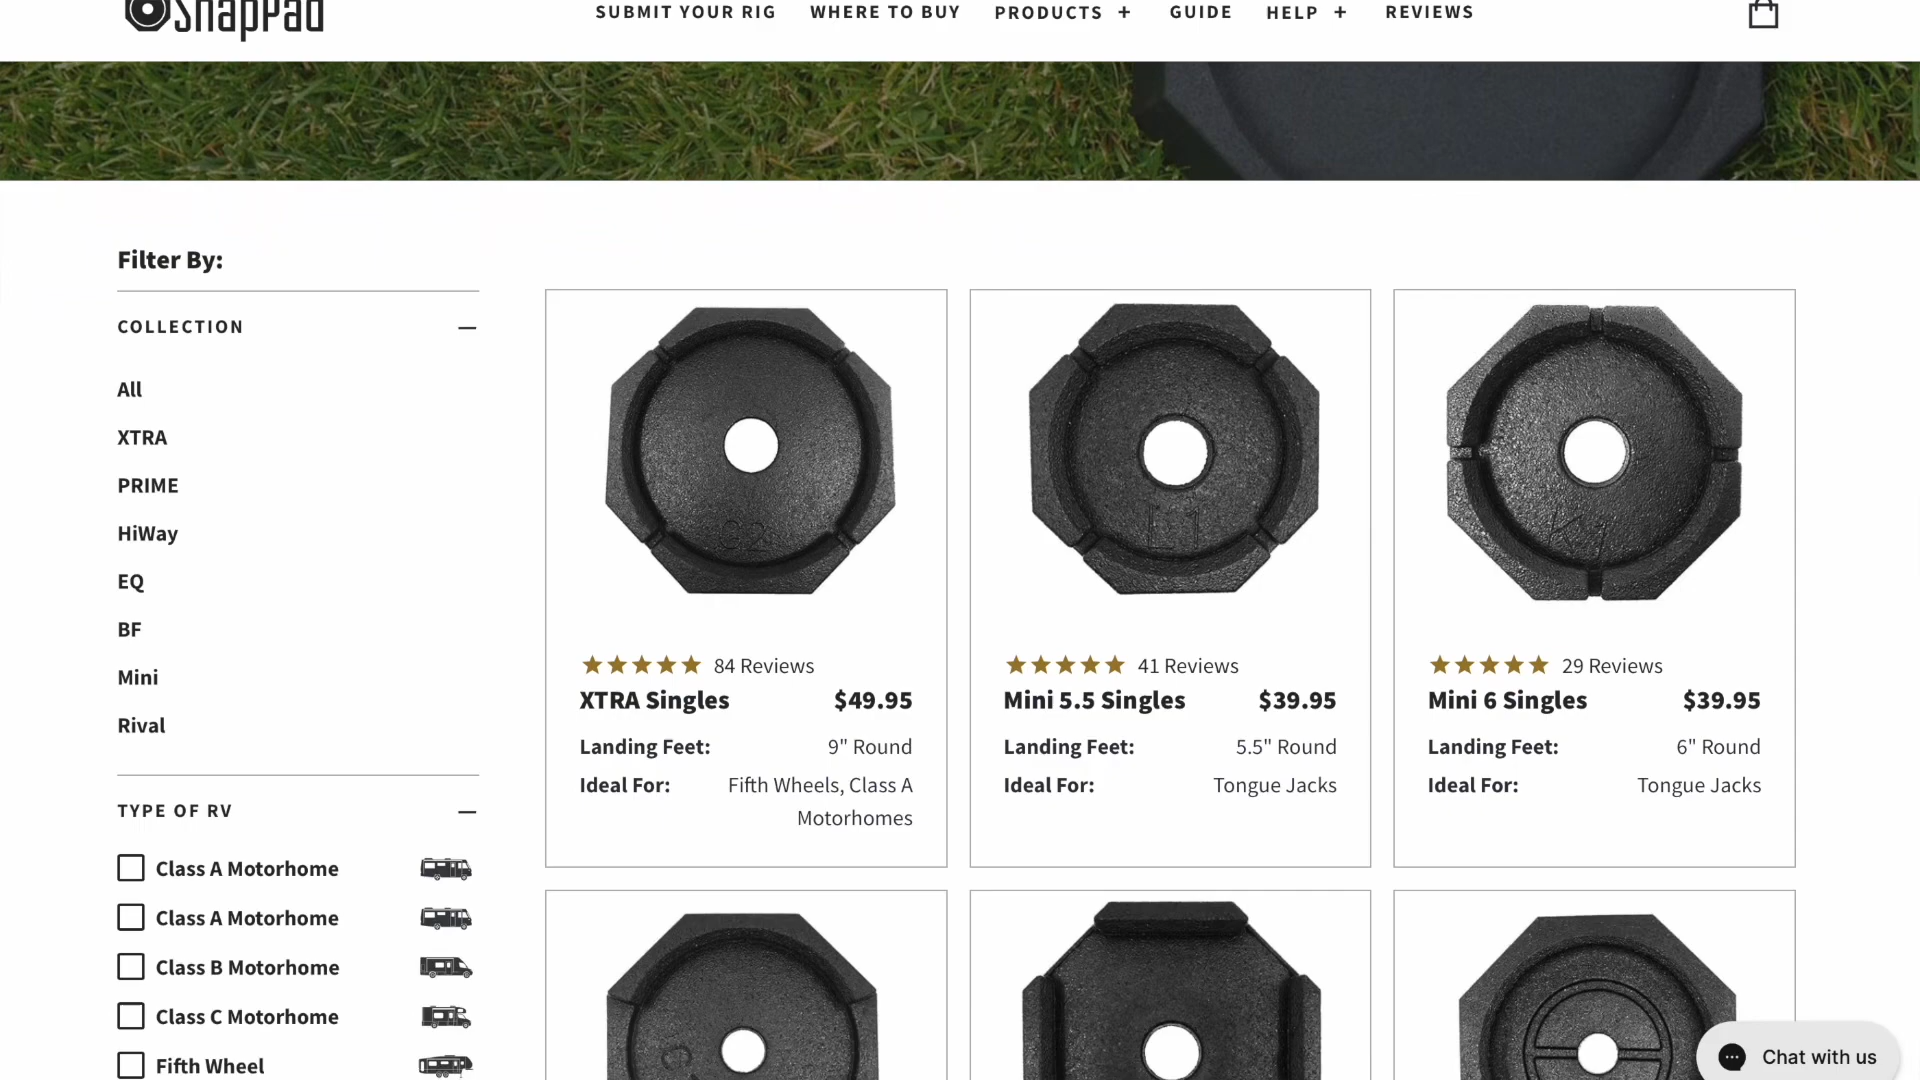 SnapPad
SUBMIT YOUR RIG WHERE TO BUY PRODUCTS + GUIDE HELP + REVIEWS
Filter By:
COLLECTION
All
XTRA
PRIME
HiWay
EQ
BF
Mini
Rival
TYPE OF RV
Class A Motorhome
Class A Motorhome
Class B Motorhome
Class C Motorhome
Fifth Wheel
C2
84 Reviews
XTRA Singles $49.95
Landing Feet: 9" Round
Ideal For: Fifth Wheels, Class A
Motorhomes
L1
41 Reviews
Mini 5.5 Singles $39.95
Landing Feet: 5.5" Round
Ideal For: Tongue Jacks
K1
29 Reviews
Mini 6 Singles $39.95
Landing Feet: 6" Round
Ideal For: Tongue Jacks
Chat with us